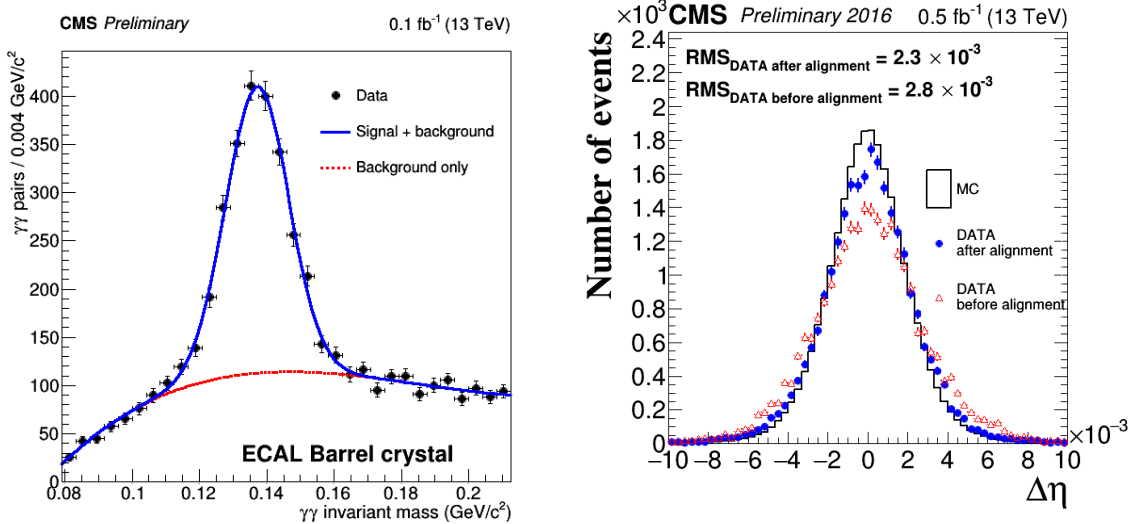 CMS Preliminary 0.1 fb⁻¹ (13 TeV)
γγ pairs / 0.004 GeV/c²
400
350
300
250
200
150
100
50
0
Data
Signal + background
Background only
ECAL Barrel crystal
0.08 0.1 0.12 0.14 0.16 0.18 0.2
γγ invariant mass (GeV/c²)
×10³ CMS Preliminary 2016 0.5 fb⁻¹ (13 TeV)
Number of events
2.4
2.2
2
1.8
1.6
1.4
1.2
1
0.8
0.6
0.4
0.2
0
RMS DATA after alignment = 2.3 × 10⁻³
RMS DATA before alignment = 2.8 × 10⁻³
MC
DATA
after alignment
DATA
before alignment
−10 −8 −6 −4 −2 0 2 4 6 8 10 ×10⁻³
Δη